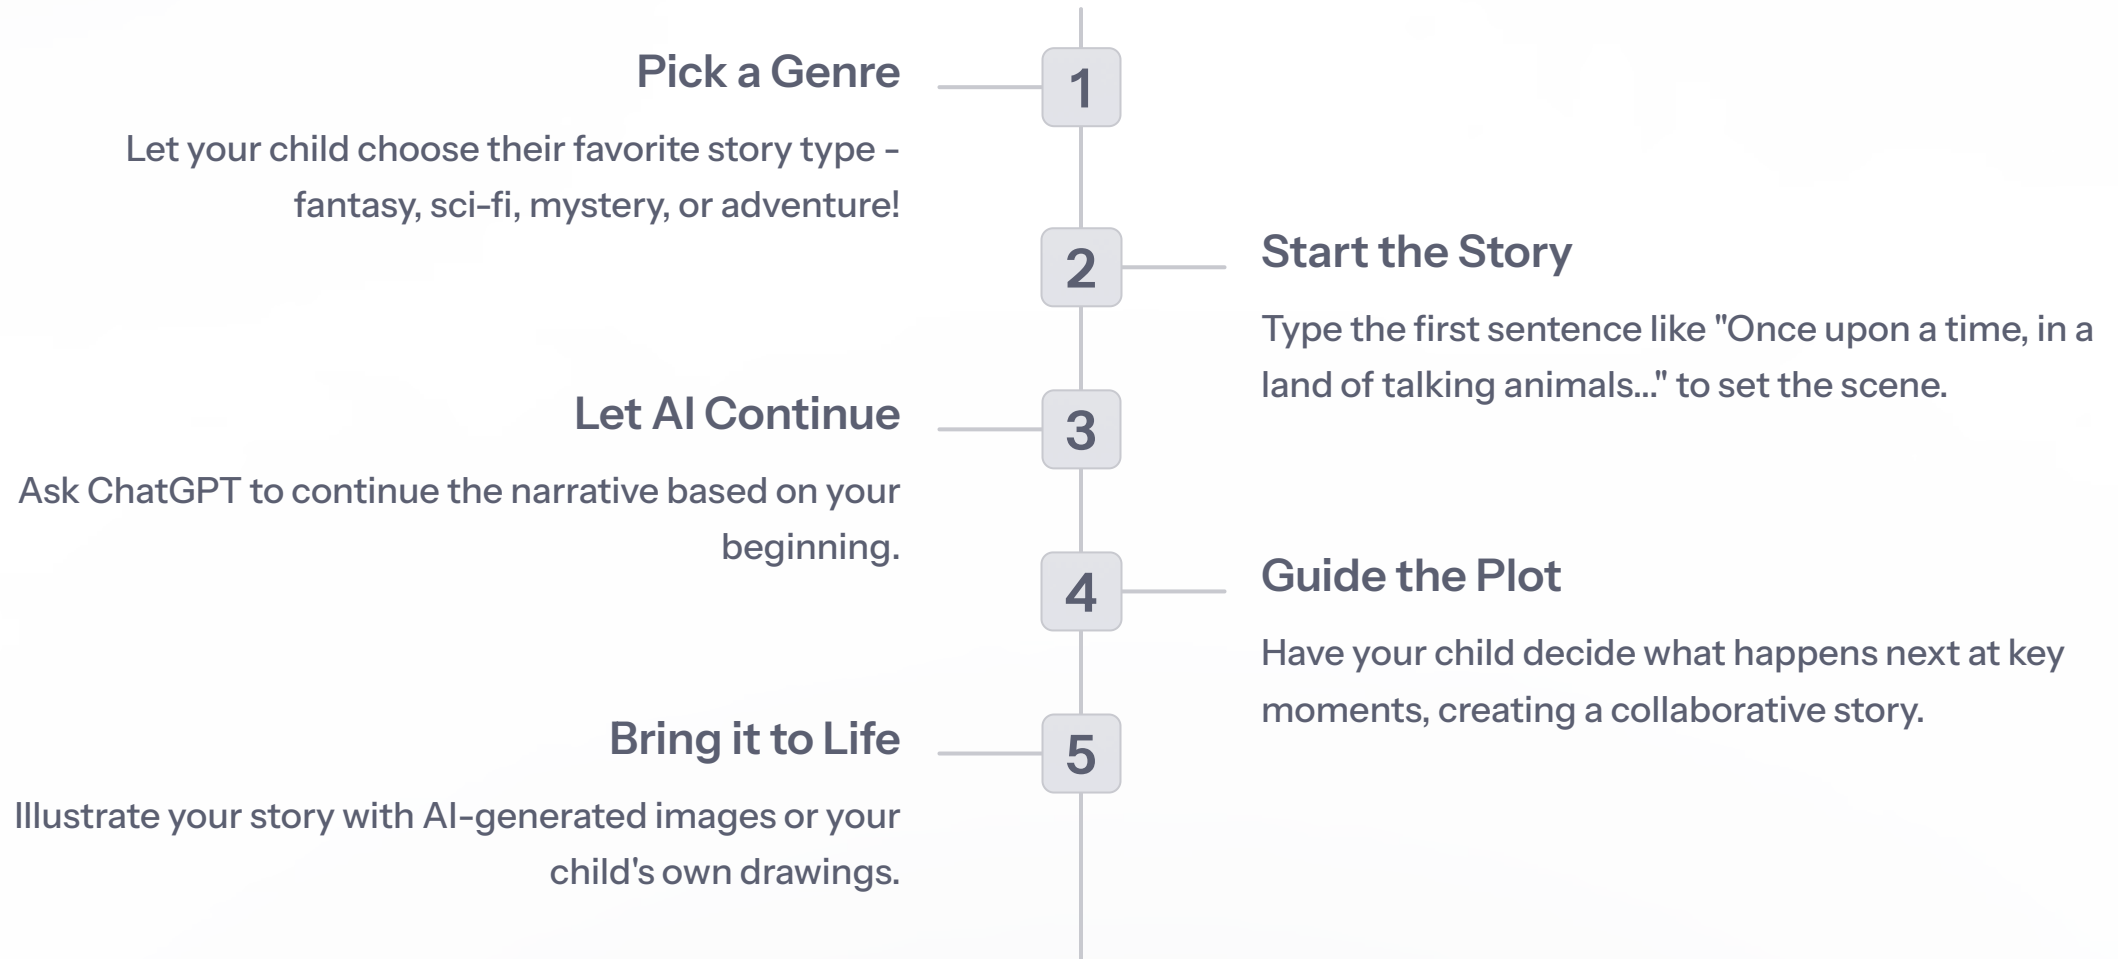 Pick a Genre
1
Let your child choose their favorite story type -
fantasy, sci-fi, mystery, or adventure!
2
Start the Story
Type the first sentence like "Once upon a time, in a
land of talking animals..." to set the scene.
Let AI Continue
3
Ask ChatGPT to continue the narrative based on your
beginning.
4
Guide the Plot
Have your child decide what happens next at key
moments, creating a collaborative story.
Bring it to Life
5
Illustrate your story with AI-generated images or your
child's own drawings.